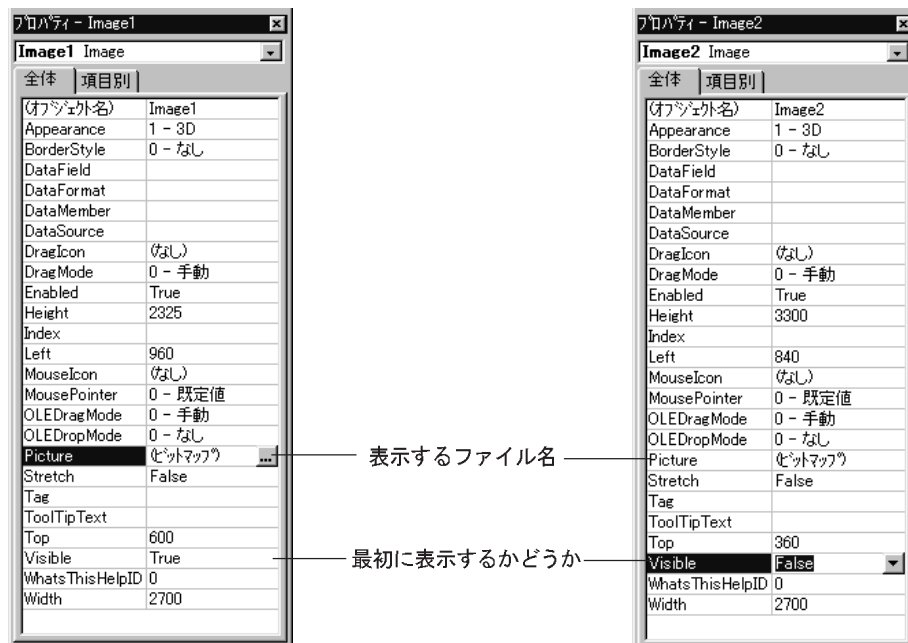 プロパティ - Image1
Image1 Image
全体 項目別
(オブジェクト名) Image1
Appearance 1 - 3D
BorderStyle 0 - なし
DataField
DataFormat
DataMember
DataSource
DragIcon (なし)
DragMode 0 - 手動
Enabled True
Height 2325
Index
Left 960
MouseIcon (なし)
MousePointer 0 - 既定値
OLEDragMode 0 - 手動
OLEDropMode 0 - なし
Picture (ビットマップ) ...
Stretch False
Tag
ToolTipText
Top 600
Visible True
WhatsThisHelpID 0
Width 2700
表示するファイル名
最初に表示するかどうか
プロパティ - Image2
Image2 Image
全体 項目別
(オブジェクト名) Image2
Appearance 1 - 3D
BorderStyle 0 - なし
DataField
DataFormat
DataMember
DataSource
DragIcon (なし)
DragMode 0 - 手動
Enabled True
Height 3300
Index
Left 840
MouseIcon (なし)
MousePointer 0 - 既定値
OLEDragMode 0 - 手動
OLEDropMode 0 - なし
Picture (ビットマップ)
Stretch False
Tag
ToolTipText
Top 360
Visible False
WhatsThisHelpID 0
Width 2700